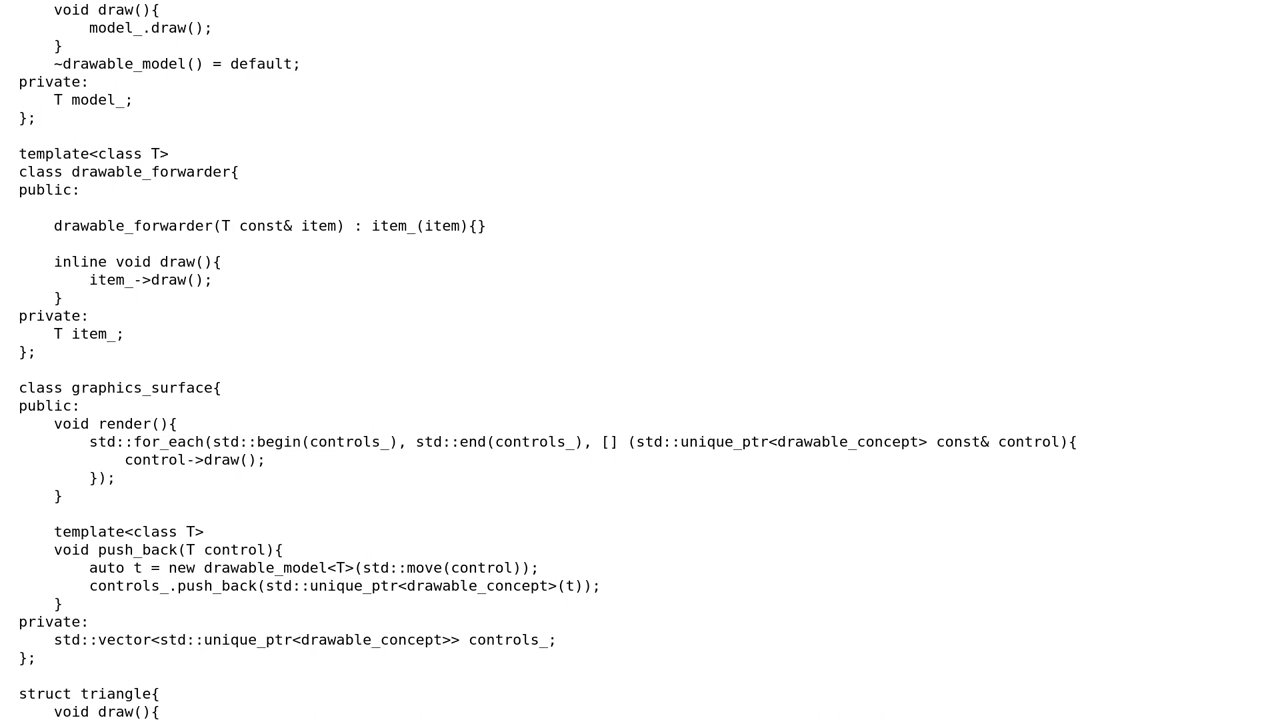 void draw(){
        model_.draw();
    }
    ~drawable_model() = default;
private:
    T model_;
};

template<class T>
class drawable_forwarder{
public:

    drawable_forwarder(T const& item) : item_(item){}

    inline void draw(){
        item_->draw();
    }
private:
    T item_;
};

class graphics_surface{
public:
    void render(){
        std::for_each(std::begin(controls_), std::end(controls_), [] (std::unique_ptr<drawable_concept> const& control){
            control->draw();
        });
    }

    template<class T>
    void push_back(T control){
        auto t = new drawable_model<T>(std::move(control));
        controls_.push_back(std::unique_ptr<drawable_concept>(t));
    }
private:
    std::vector<std::unique_ptr<drawable_concept>> controls_;
};

struct triangle{
    void draw(){